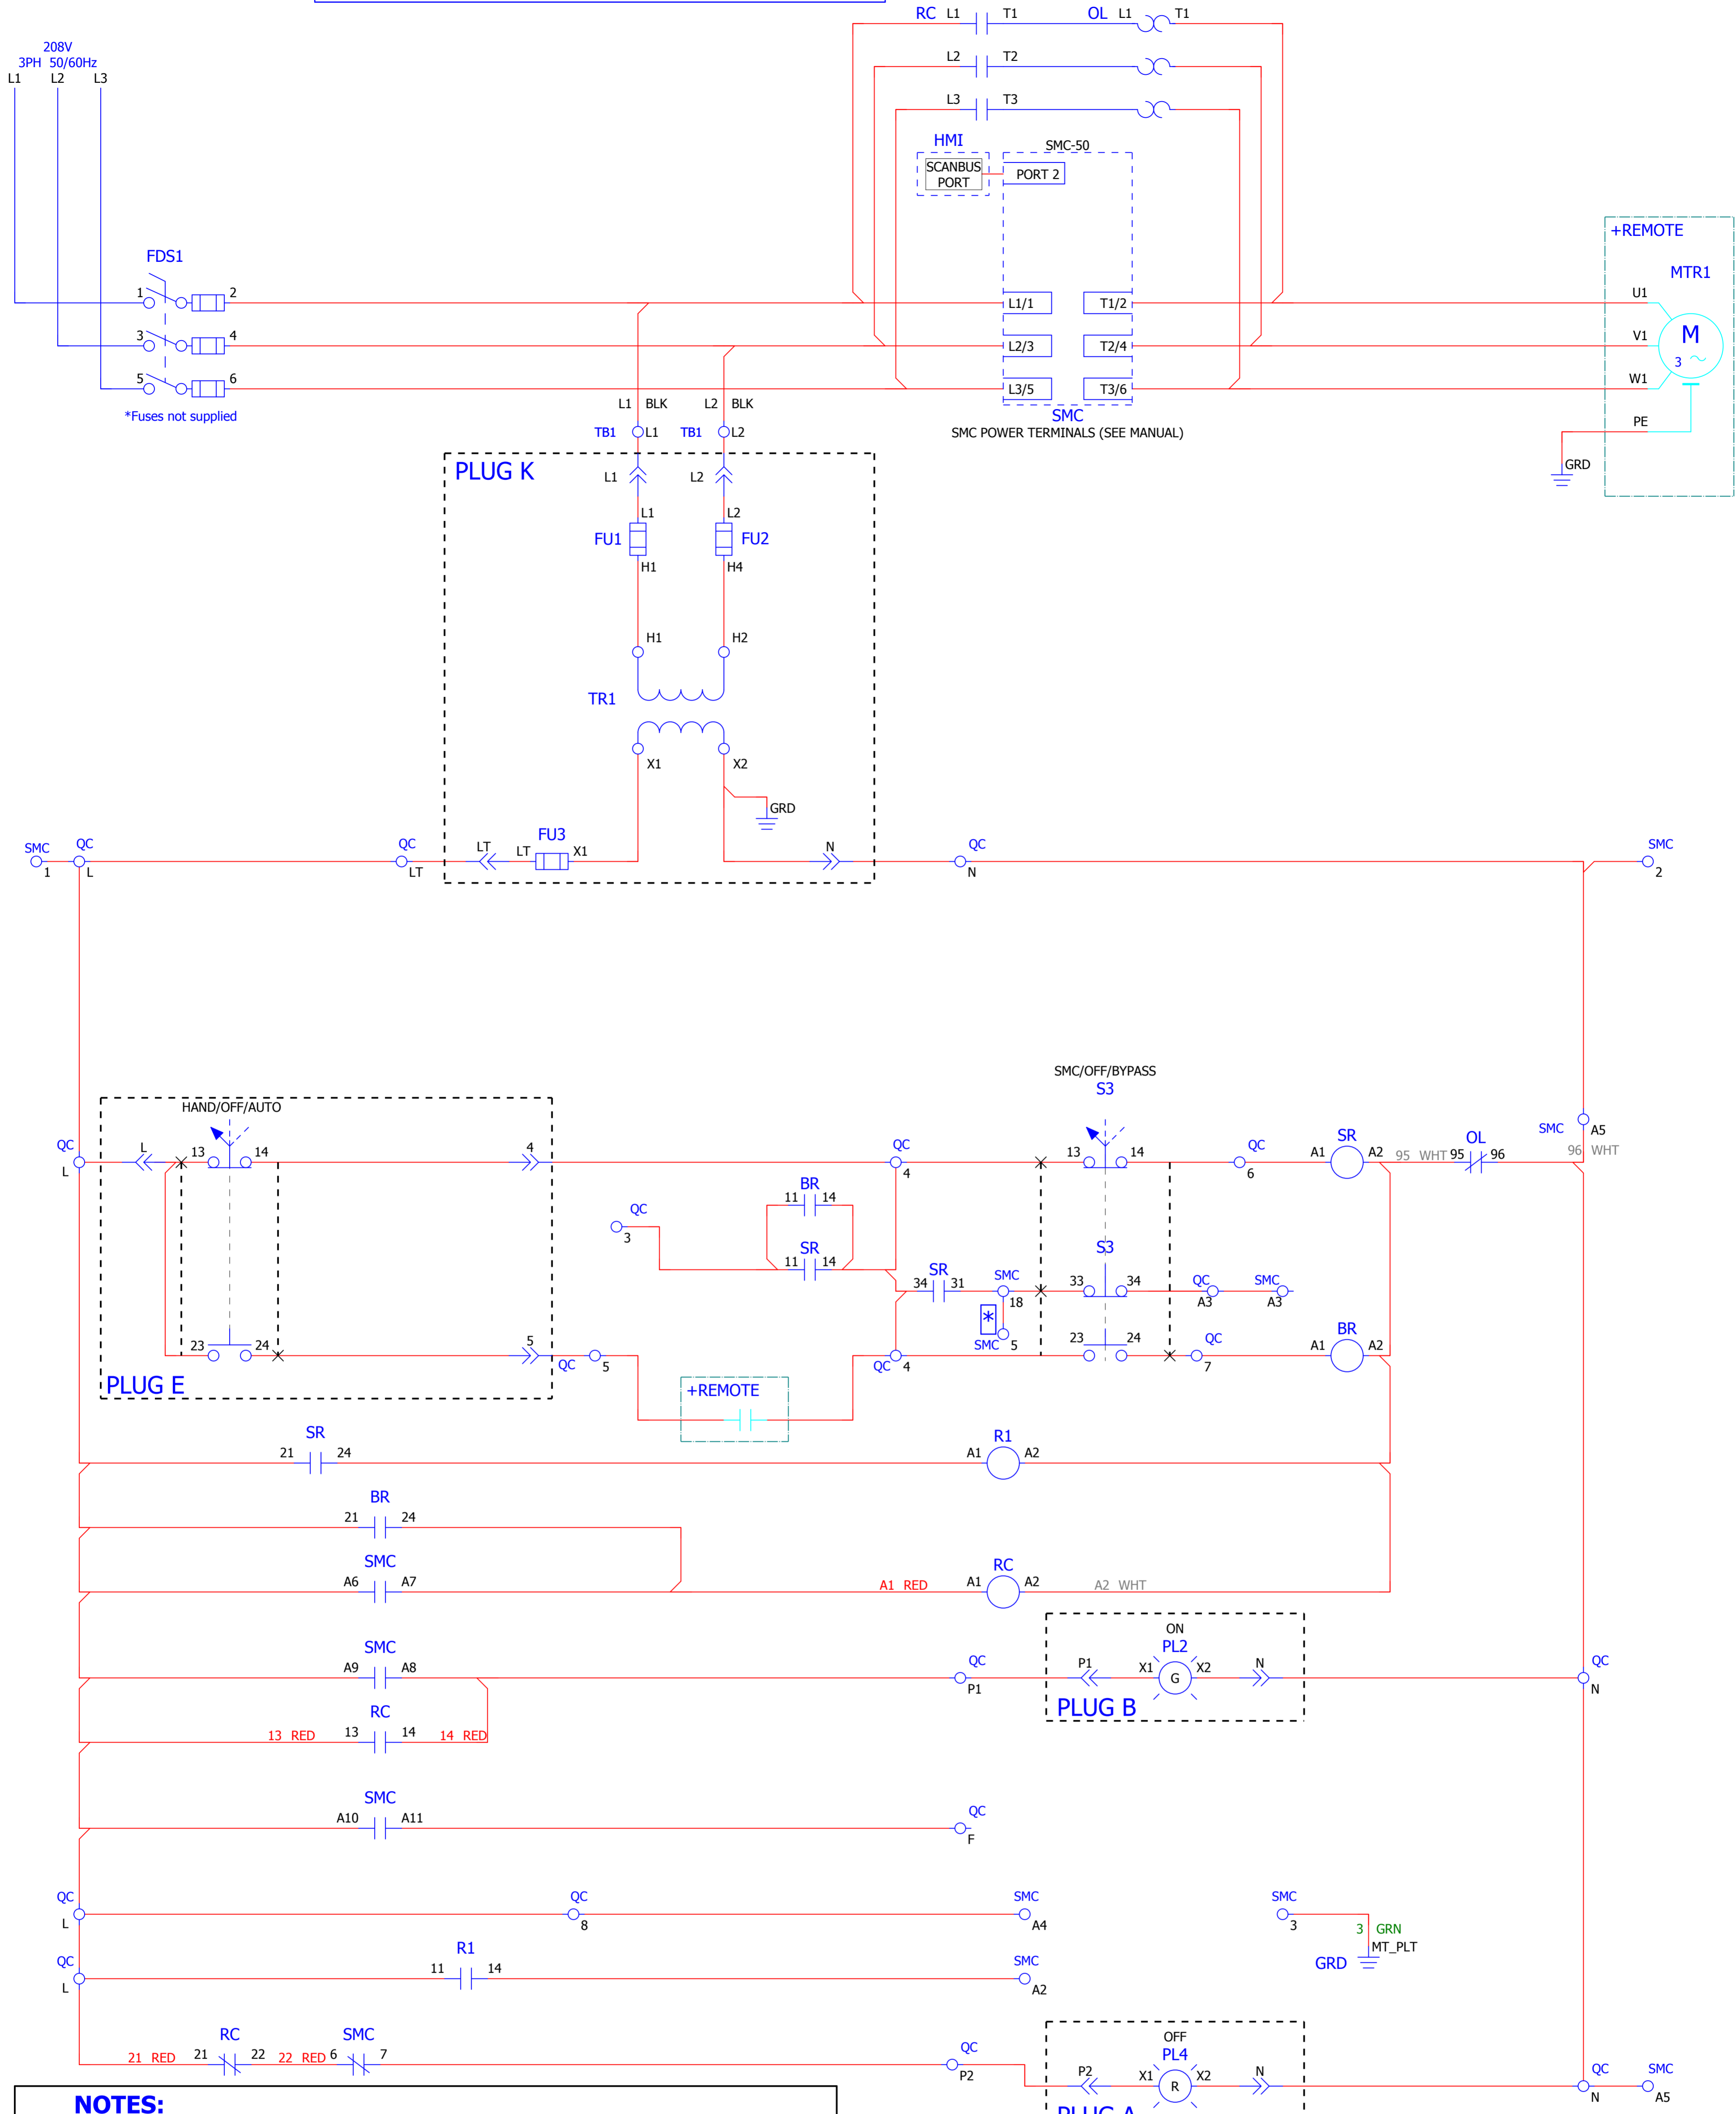 RC L1 T1 OL L1 T1
208V
3PH 50/60Hz
L1 L2 L3
L2 T2
L3 T3
HMI
SMC-50
SCANBUS
PORT
PORT 2
+REMOTE
MTR1
FDS1
1 2
L1/1 T1/2
U1
3 4
L2/3 T2/4
V1
M
3
5 6
L3/5 T3/6
W1
*Fuses not supplied
L1 BLK L2 BLK
SMC
SMC POWER TERMINALS (SEE MANUAL)
PE
TB1 L1 TB1 L2
GRD
PLUG K
L1 L2
L1 L2
FU1 FU2
H1 H4
H1 H2
TR1
X1 X2
GRD
FU3
SMC QC QC LT LT X1 N QC SMC
1 L LT N 2
SMC/OFF/BYPASS
S3
HAND/OFF/AUTO
SMC A5
QC L 13 14 4 QC 13 14 QC SR OL
L 4 6 A1 A2 95 WHT 95 96 96 WHT
BR
11 14
QC
3
SR
11 14
S3
SR
34 31 SMC 33 34 QC SMC
18 A3 A3
*
SMC 5
23 24 5 QC 5 QC 4 23 24 QC 7 BR A1 A2
PLUG E
+REMOTE
SR
21 24
R1
A1 A2
BR
21 24
SMC
A6 A7
RC
A1 RED A1 A2 A2 WHT
ON
SMC
A9 A8
QC
P1
PL2
P1 X1 G X2 N
QC
N
PLUG B
RC
13 RED 13 14 14 RED
SMC
A10 A11
QC
F
QC QC SMC SMC
L 8 A4 3
3 GRN
MT_PLT
GRD
QC R1 SMC
L 11 14 A2
OFF
RC SMC
21 RED 21 22 22 RED 6 7
QC
P2
PL4
P2 X1 R X2 N
QC SMC
N A5
NOTES:
PLUG A